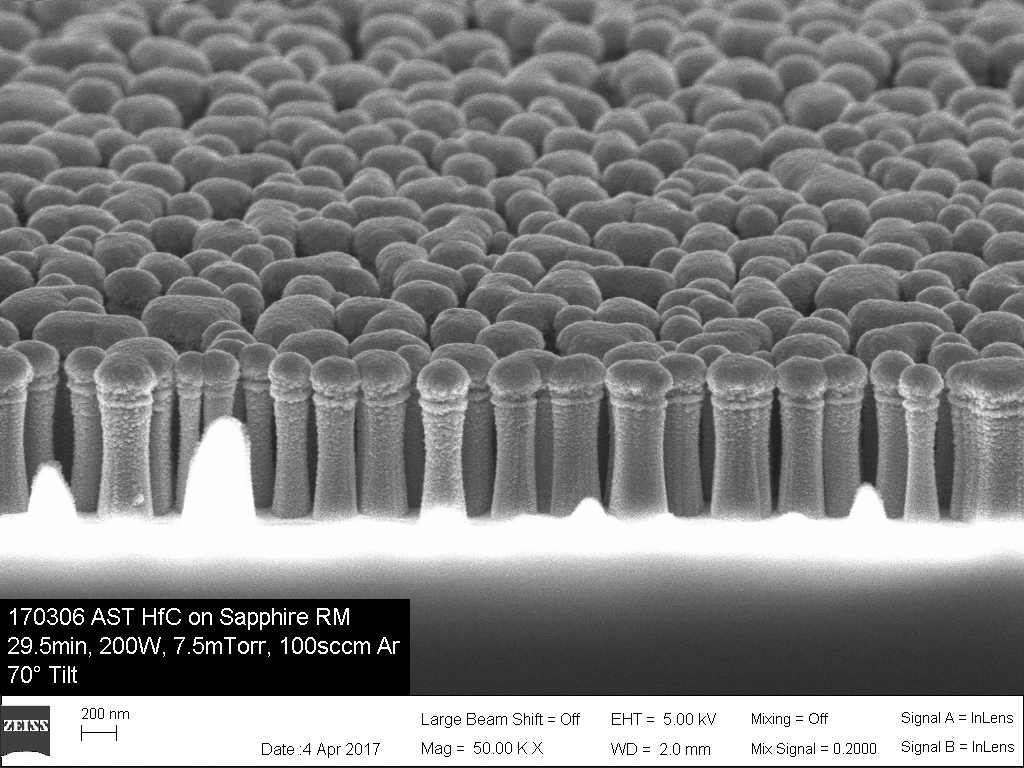 170306 AST HfC on Sapphire RM
29.5min, 200W, 7.5mTorr, 100sccm Ar
70° Tilt
ZEISS
200 nm
Date :4 Apr 2017
Large Beam Shift = Off
Mag = 50.00 K X
EHT = 5.00 kV
WD = 2.0 mm
Mixing = Off
Mix Signal = 0.2000
Signal A = InLens
Signal B = InLens